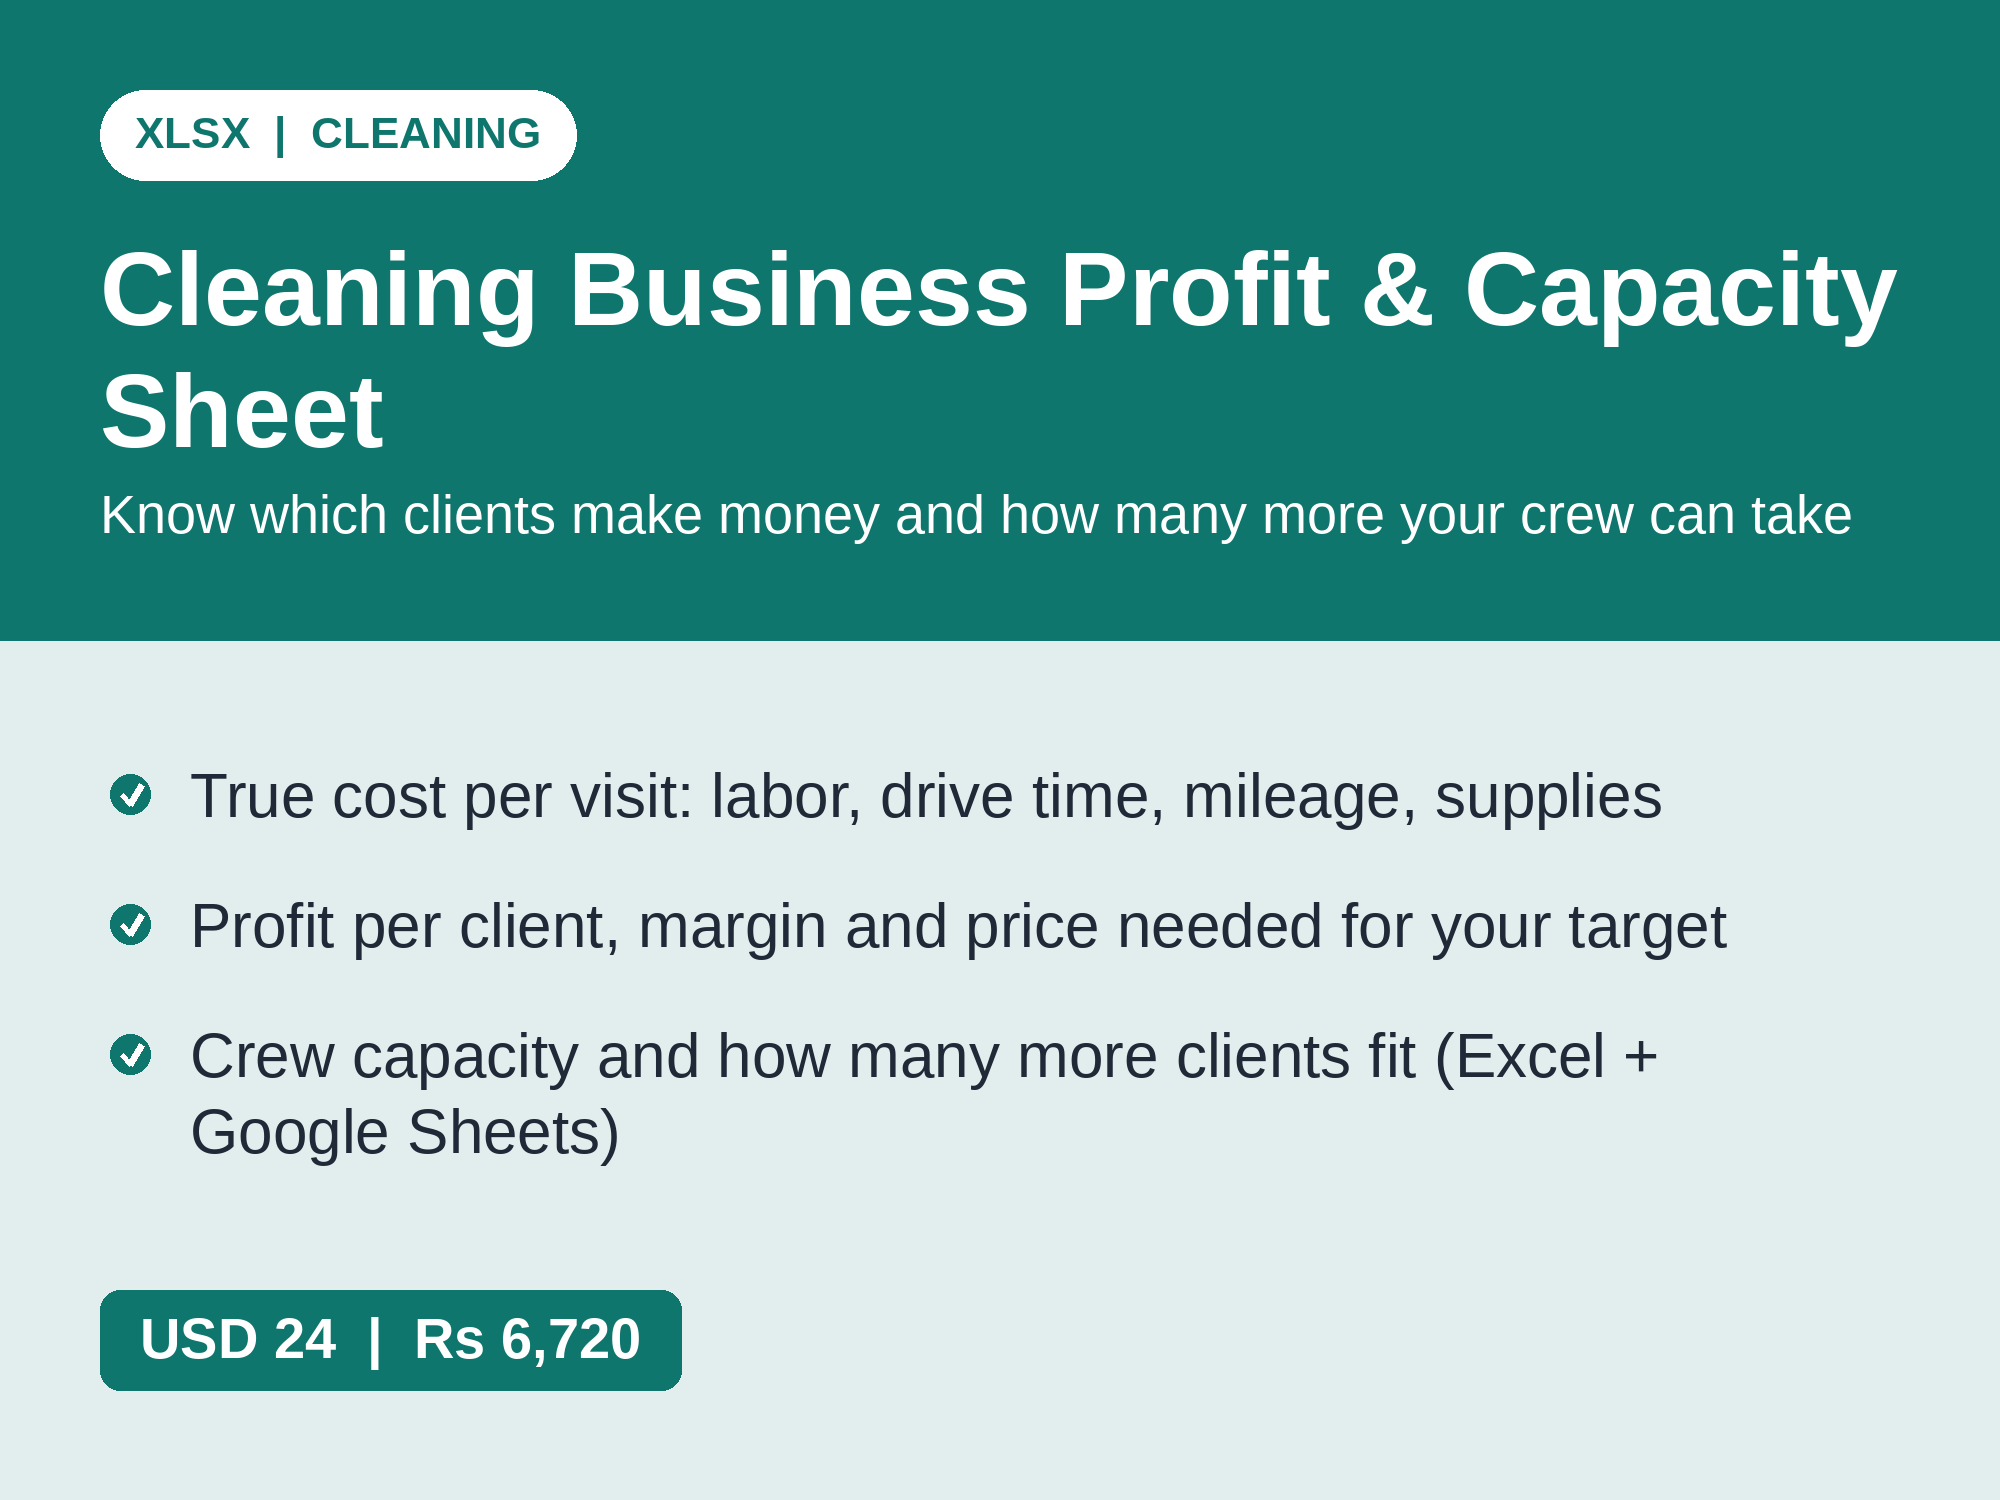 XLSX | CLEANING
Cleaning Business Profit & Capacity
Sheet
Know which clients make money and how many more your crew can take
True cost per visit: labor, drive time, mileage, supplies
Profit per client, margin and price needed for your target
Crew capacity and how many more clients fit (Excel +
Google Sheets)
USD 24 | Rs 6,720